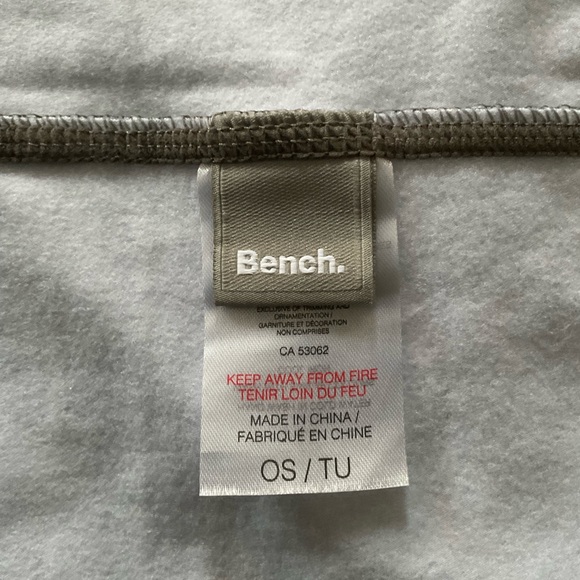 Bench.
EXCLUSIVE OF TRIMMING AND
ORNAMENTATION /
GARNITURE ET DÉCORATION
NON COMPRISES
CA 53062
KEEP AWAY FROM FIRE
TENIR LOIN DU FEU
MADE IN CHINA /
FABRIQUÉ EN CHINE
OS / TU